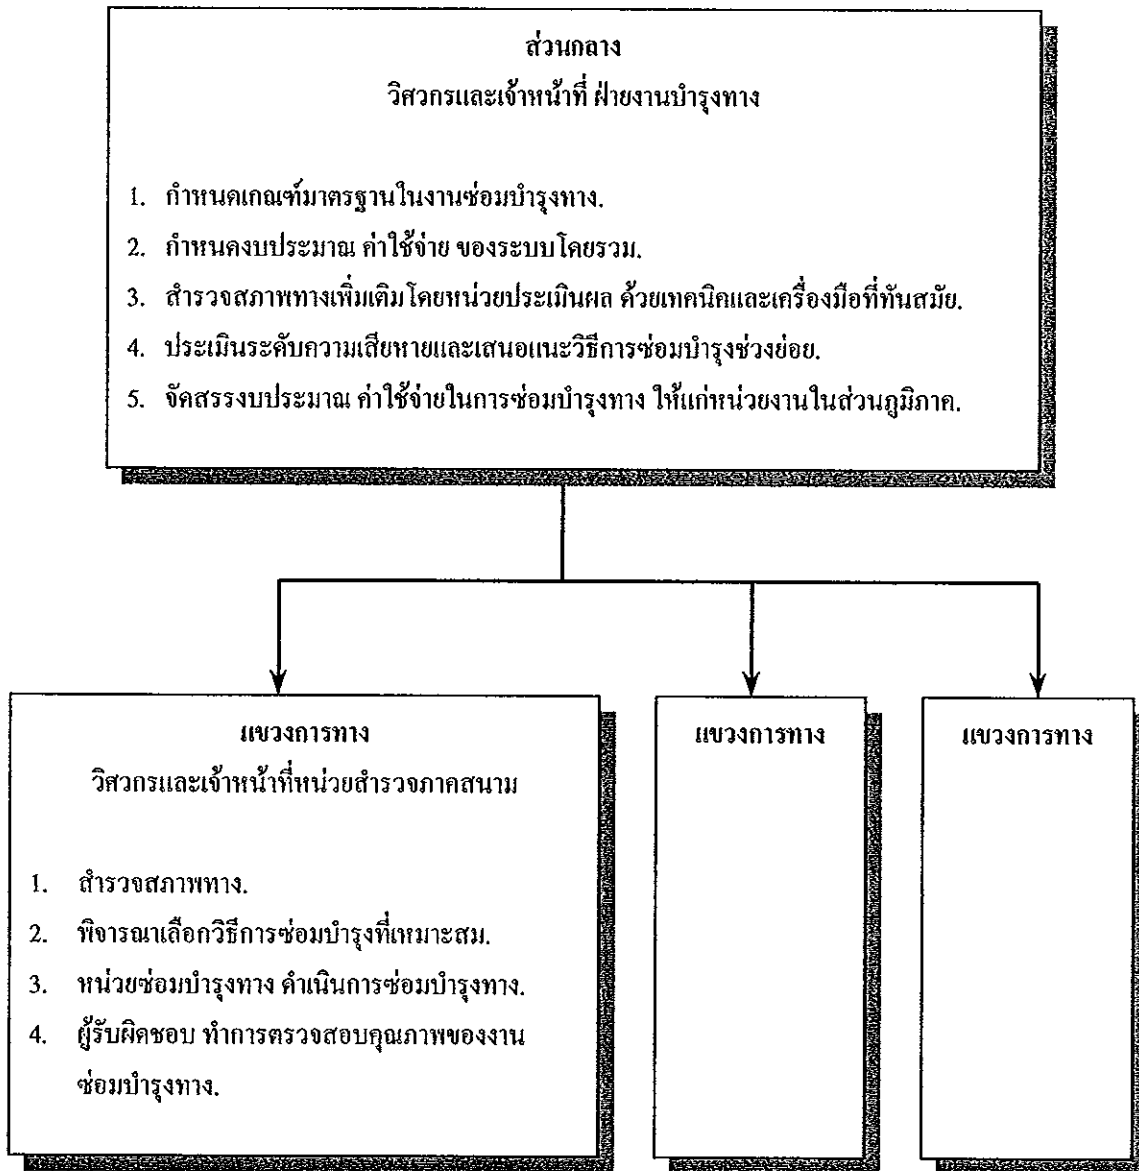 ส่วนกลาง
วิศวกรและเจ้าหน้าที่ ฝ่ายงานบำรุงทาง
1. กำหนดเกณฑ์มาตรฐานในงานซ่อมบำรุงทาง.
2. กำหนดงบประมาณ ค่าใช้จ่าย ของระบบโดยรวม.
3. สำรวจสภาพทางเพิ่มเติมโดยหน่วยประเมินผล ด้วยเทคนิคและเครื่องมือที่ทันสมัย.
4. ประเมินระดับความเสียหายและเสนอแนะวิธีการซ่อมบำรุงช่วงย่อย.
5. จัดสรรงบประมาณ ค่าใช้จ่ายในการซ่อมบำรุงทาง ให้แก่หน่วยงานในส่วนภูมิภาค.
แขวงการทาง
วิศวกรและเจ้าหน้าที่หน่วยสำรวจภาคสนาม
1. สำรวจสภาพทาง.
2. พิจารณาเลือกวิธีการซ่อมบำรุงที่เหมาะสม.
3. หน่วยซ่อมบำรุงทาง ดำเนินการซ่อมบำรุงทาง.
4. ผู้รับผิดชอบ ทำการตรวจสอบคุณภาพของงาน
ซ่อมบำรุงทาง.
แขวงการทาง
แขวงการทาง